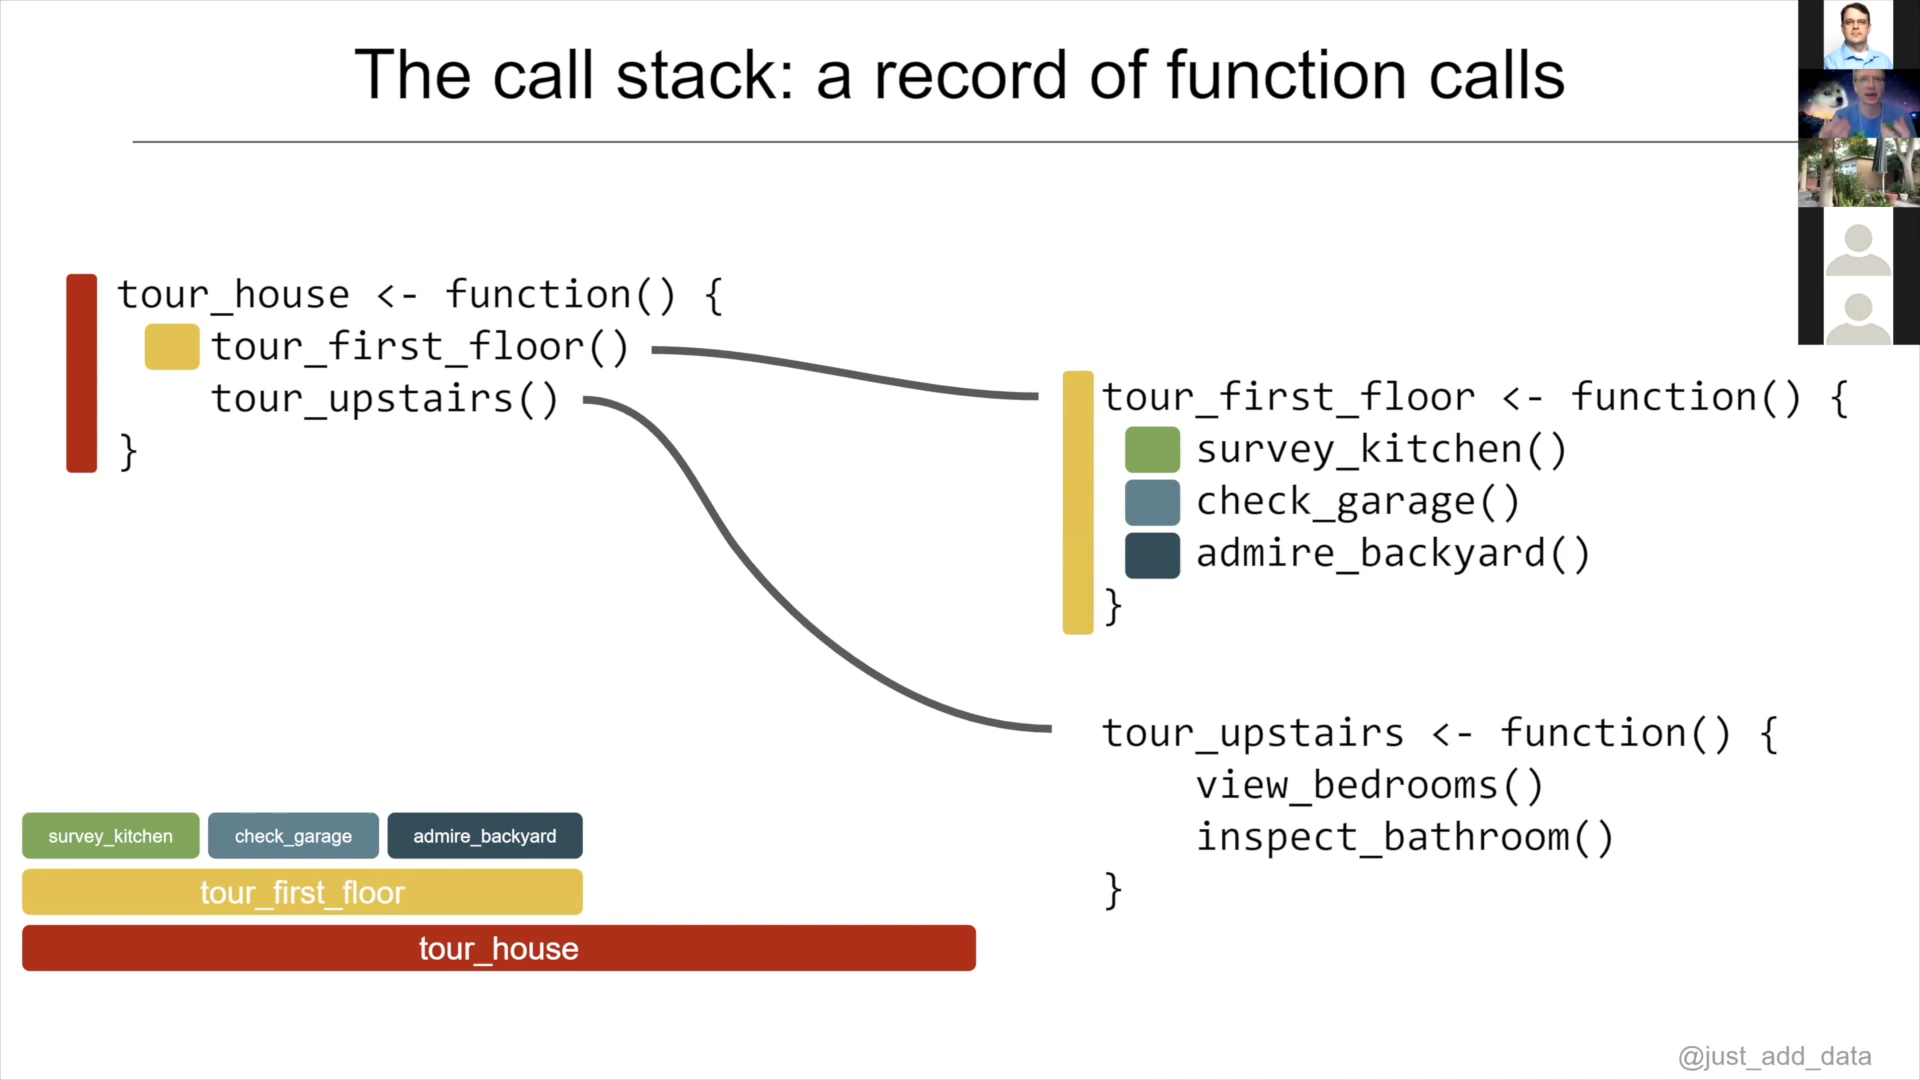 The call stack: a record of function calls
tour_house <- function() {
tour_first_floor()
tour_upstairs()
}
tour_first_floor <- function() {
survey_kitchen()
check_garage()
admire_backyard()
}
tour_upstairs <- function() {
view_bedrooms()
inspect_bathroom()
}
survey_kitchen check_garage admire_backyard
tour_first_floor
tour_house
@just_add_data